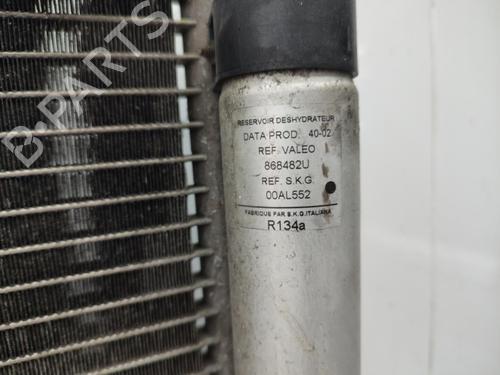 B-PARTS
RESERVOIR DESHYDRATEUR
DATA PROD. 40-02
REF. VALEO
868482U
REF. S.K.G.
00AL552
FABRIQUE PAR S.K.G. ITALIANA
R134a